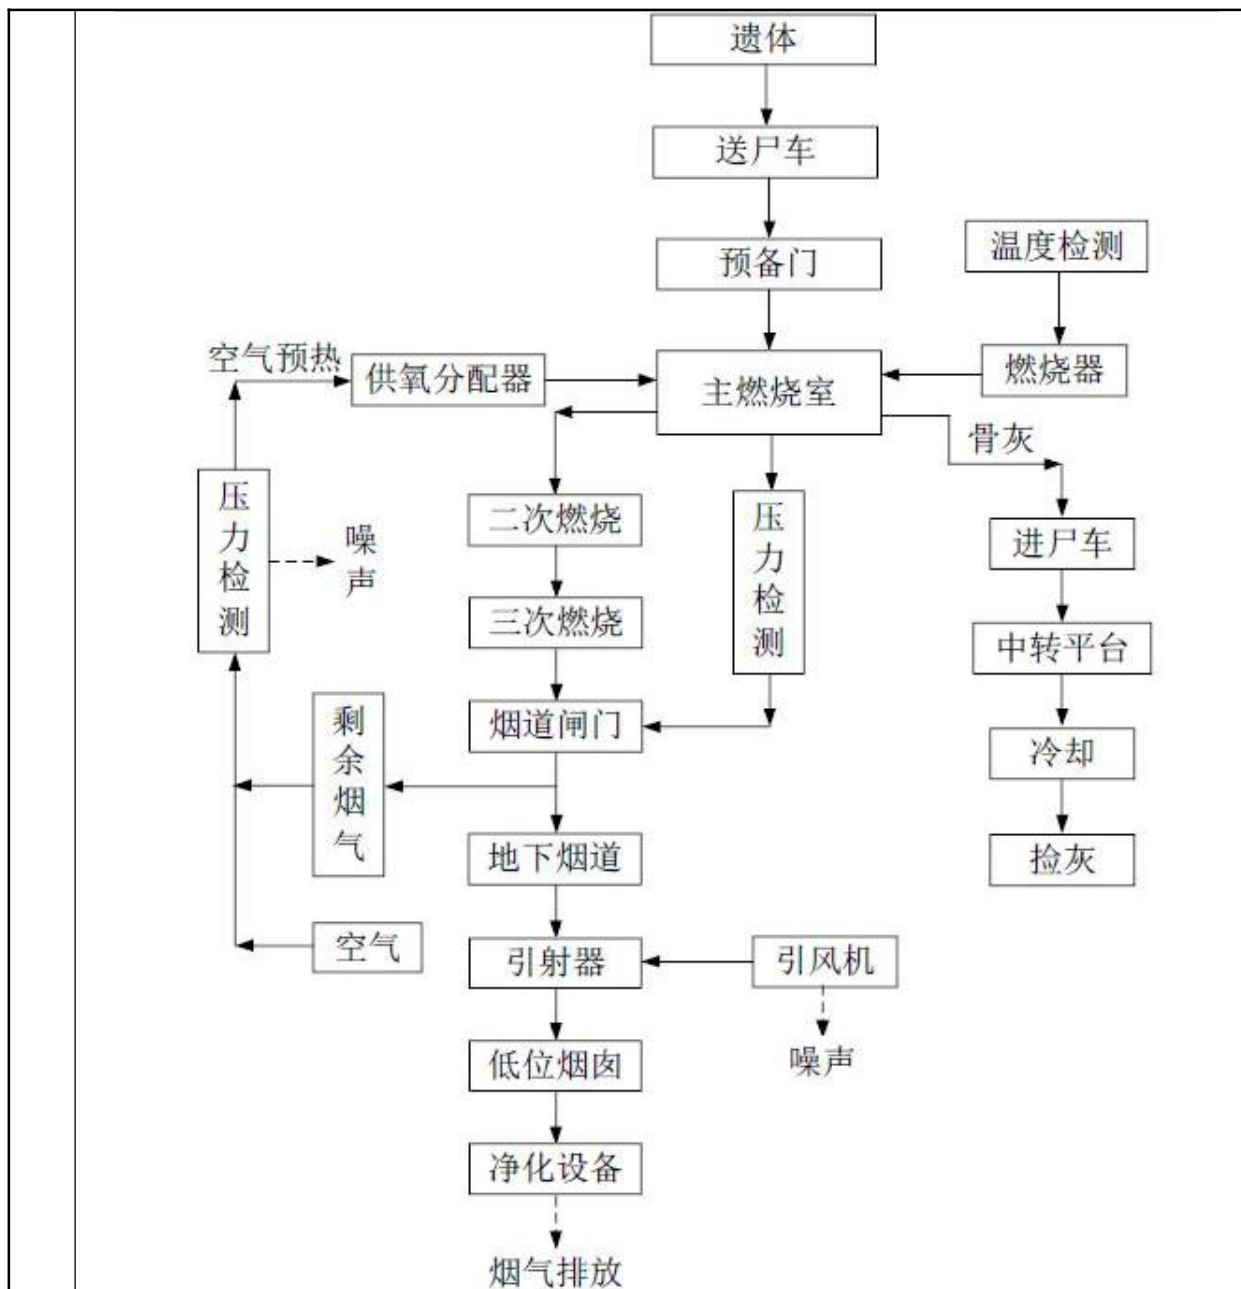 遗体
送尸车
预备门
温度检测
空气预热
供氧分配器
主燃烧室
燃烧器
骨灰
压力检测
噪声
二次燃烧
压力检测
进尸车
三次燃烧
中转平台
剩余烟气
烟道闸门
冷却
地下烟道
捡灰
空气
引射器
引风机
低位烟囱
噪声
净化设备
烟气排放